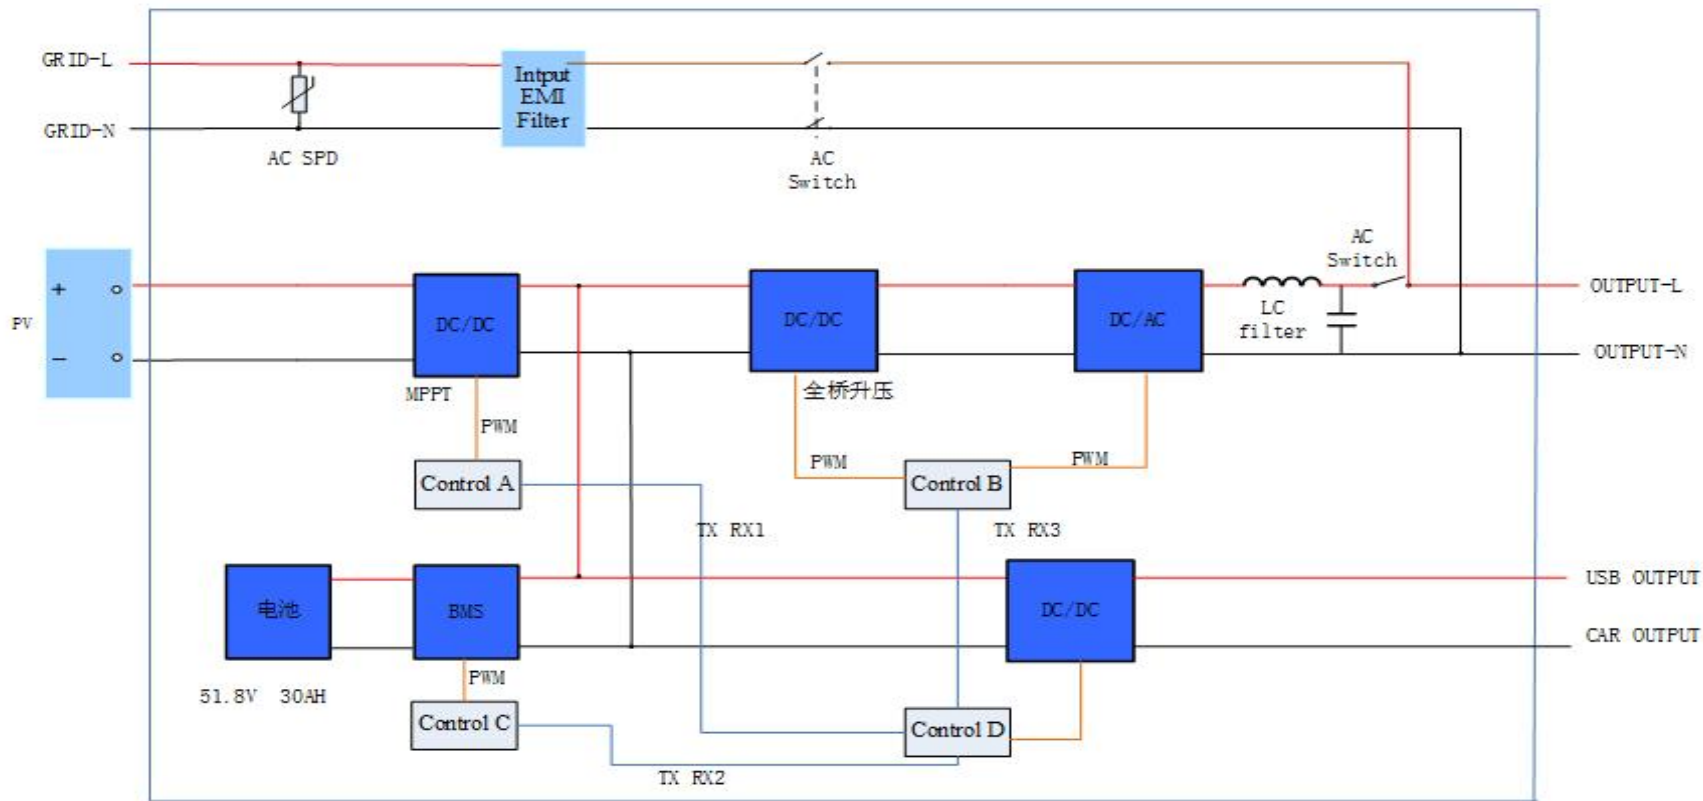 GRID-L
GRID-N
AC SPD
Intput
EMI
Filter
AC
Switch
PV
+
−
DC/DC
MPPT
PWM
Control A
DC/DC
全桥升压
PWM
Control B
PWM
DC/AC
LC
filter
AC
Switch
OUTPUT-L
OUTPUT-N
TX RX1
TX RX3
电池
51.8V 30AH
BMS
PWM
Control C
TX RX2
Control D
DC/DC
USB OUTPUT
CAR OUTPUT